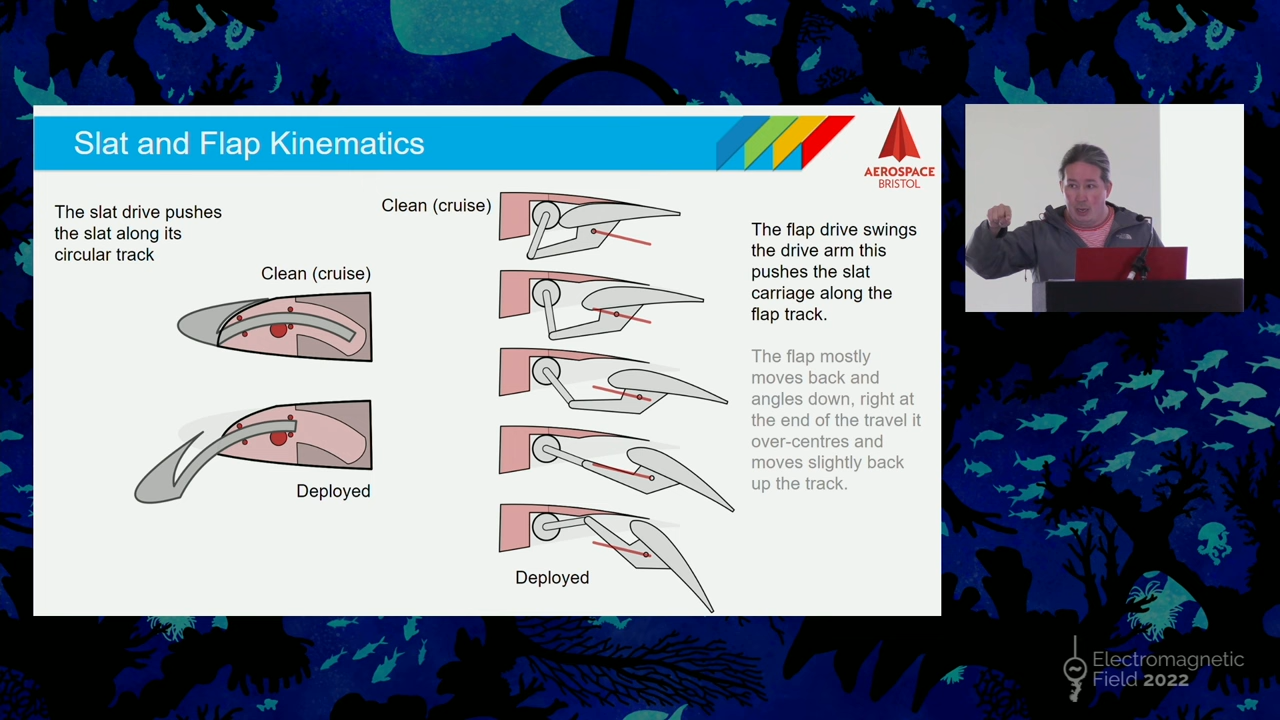 Slat and Flap Kinematics
AEROSPACE
BRISTOL
The slat drive pushes
the slat along its
circular track
Clean (cruise)
Deployed
Clean (cruise)
Deployed
The flap drive swings
the drive arm this
pushes the slat
carriage along the
flap track.
The flap mostly
moves back and
angles down, right at
the end of the travel it
over-centres and
moves slightly back
up the track.
Electromagnetic
Field 2022